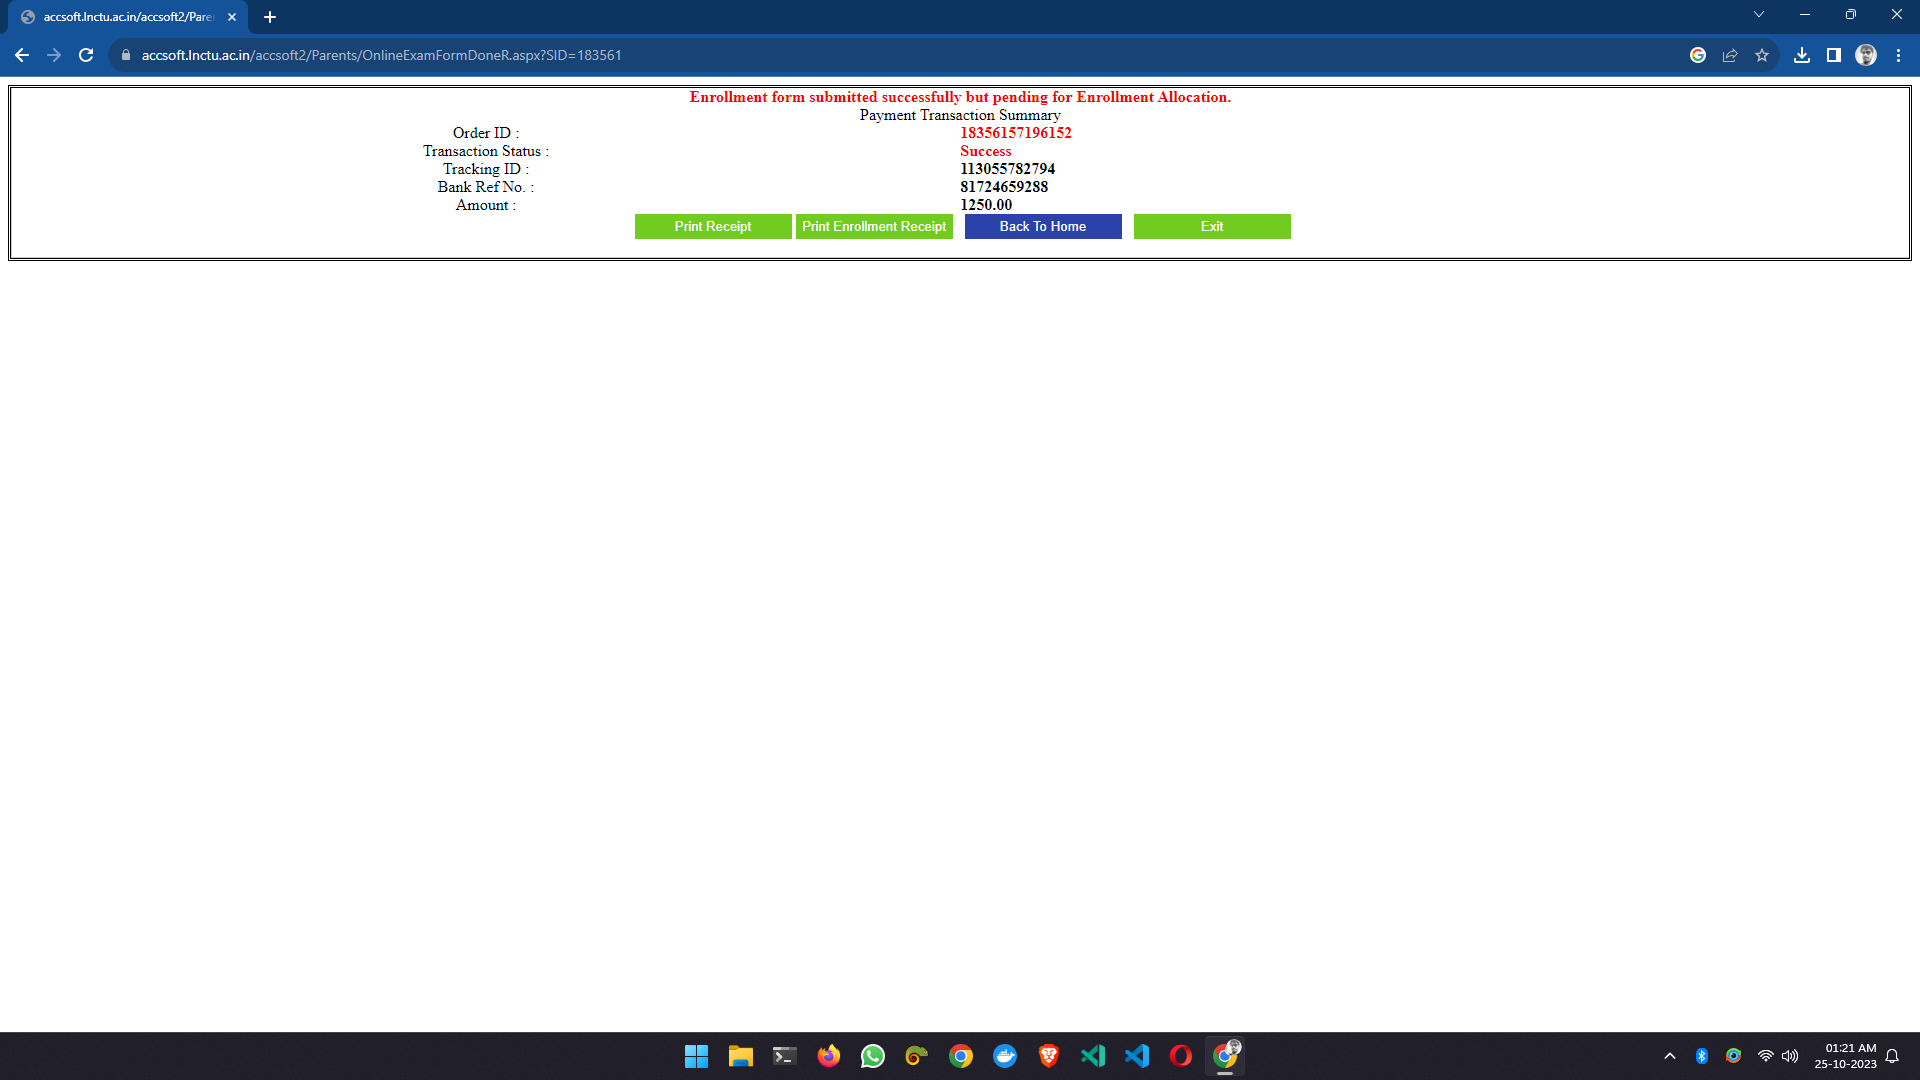 accsoft.lnctu.ac.in/accsoft2/Pare
accsoft.lnctu.ac.in/accsoft2/Parents/OnlineExamFormDoneR.aspx?SID=183561
Enrollment form submitted successfully but pending for Enrollment Allocation.
Payment Transaction Summary
Order ID : 18356157196152
Transaction Status : Success
Tracking ID : 113055782794
Bank Ref No. : 81724659288
Amount : 1250.00
Print Receipt Print Enrollment Receipt Back To Home Exit
01:21 AM
25-10-2023